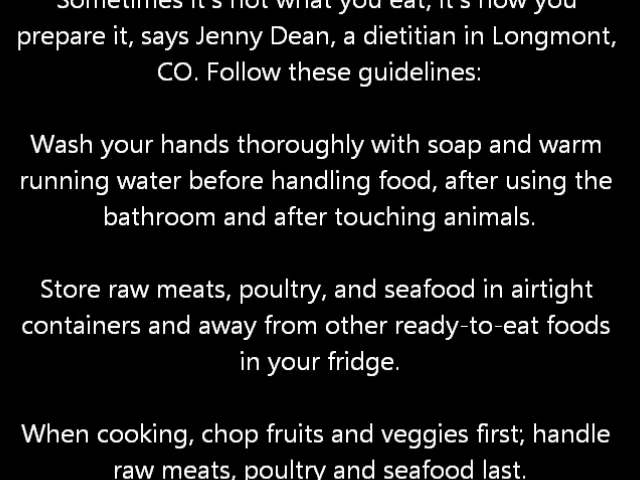 Sometimes it's not what you eat, it's how you
prepare it, says Jenny Dean, a dietitian in Longmont,
CO. Follow these guidelines:
Wash your hands thoroughly with soap and warm
running water before handling food, after using the
bathroom and after touching animals.
Store raw meats, poultry, and seafood in airtight
containers and away from other ready-to-eat foods
in your fridge.
When cooking, chop fruits and veggies first; handle
raw meats, poultry and seafood last.